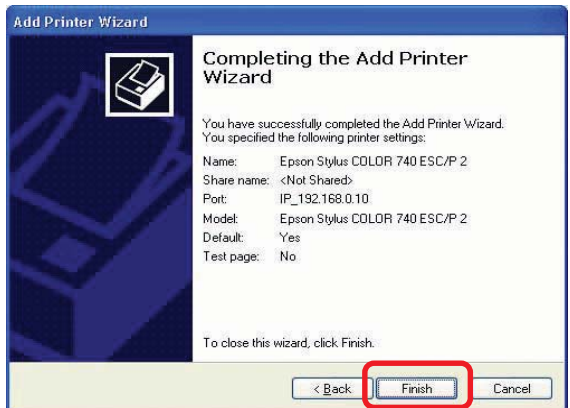 Add Printer Wizard
Completing the Add Printer
Wizard
You have successfully completed the Add Printer Wizard.
You specified the following printer settings:
Name: Epson Stylus COLOR 740 ESC/P 2
Share name: <Not Shared>
Port: IP_192.168.0.10
Model: Epson Stylus COLOR 740 ESC/P 2
Default: Yes
Test page: No
To close this wizard, click Finish.
< Back Finish Cancel